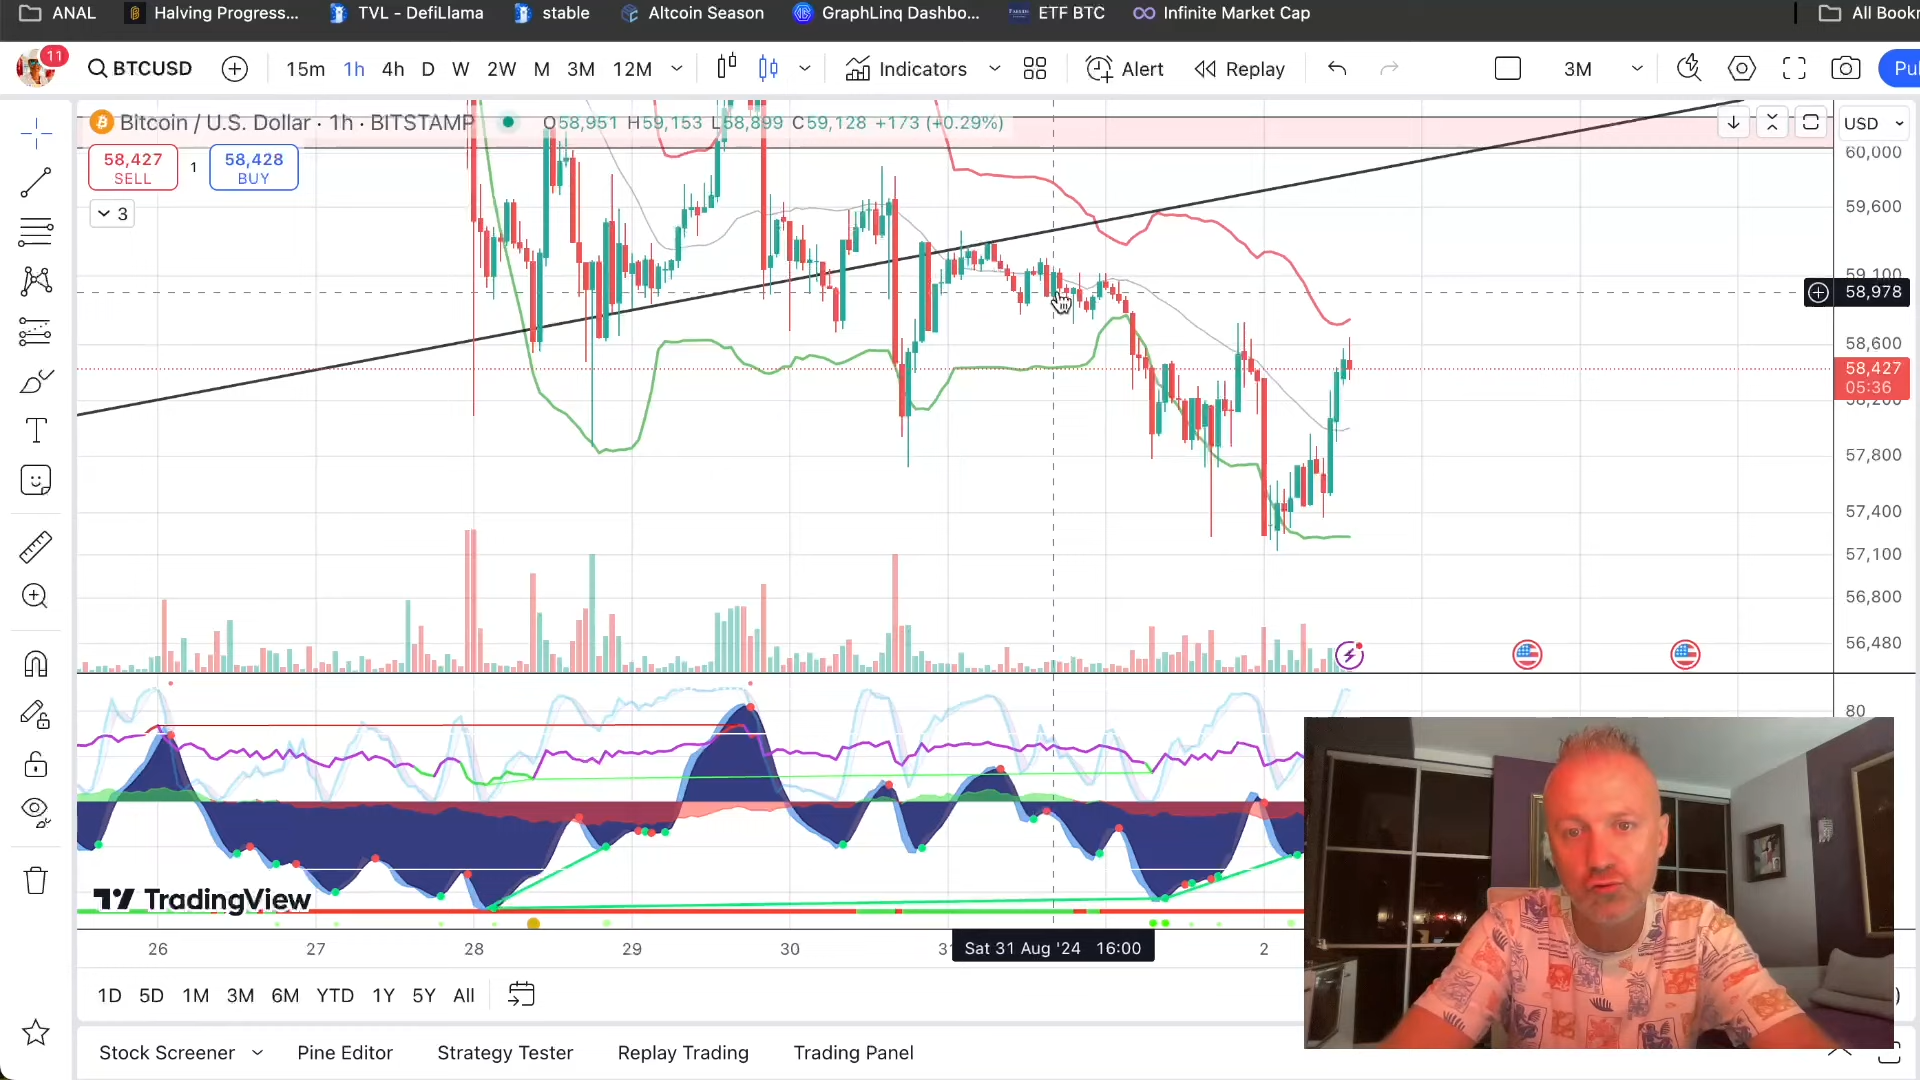 ANAL
Halving Progress...
TVL - DefiLlama
stable
Altcoin Season
GraphLinq Dashbo...
ETF BTC
Infinite Market Cap
All Bookr
11
BTCUSD
15m 1h 4h D W 2W M 3M 12M
Indicators
Alert
Replay
3M
Pul
Bitcoin / U.S. Dollar · 1h · BITSTAMP
O58,951 H59,153 L58,899 C59,128 +173 (+0.29%)
USD
58,427
SELL
1
58,428
BUY
3
60,000
59,600
59,100
58,978
58,600
58,427
05:36
58,200
57,800
57,400
57,100
56,800
56,480
80
TradingView
26 27 28 29 30 31
Sat 31 Aug '24 16:00
2
1D 5D 1M 3M 6M YTD 1Y 5Y All
Stock Screener
Pine Editor
Strategy Tester
Replay Trading
Trading Panel